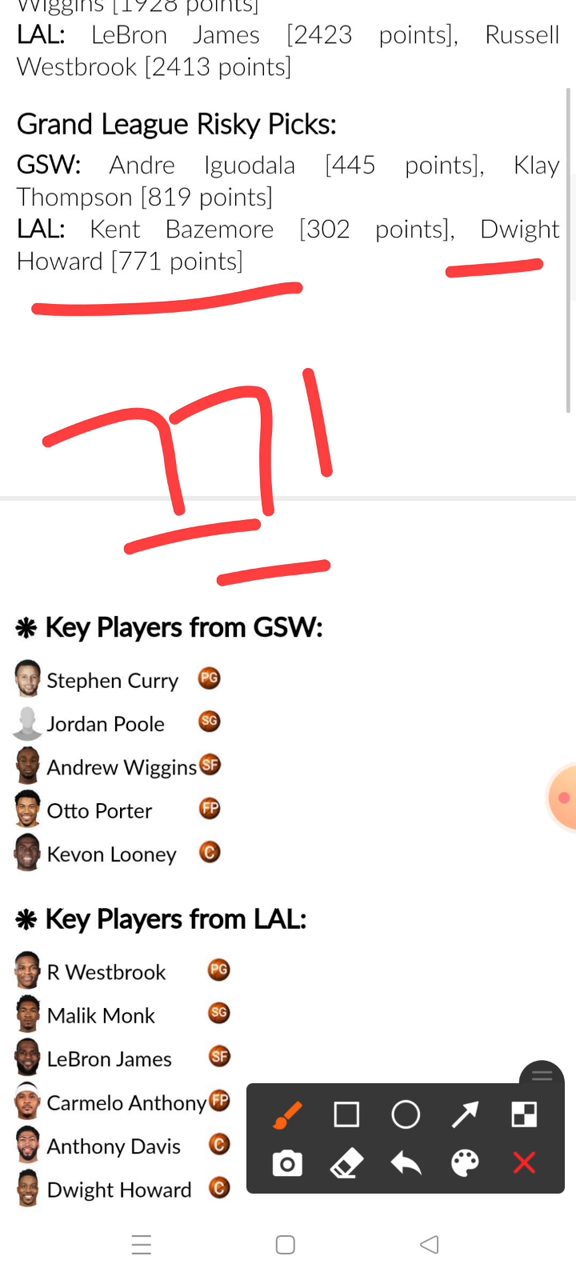 Wiggins [1928 points]
LAL: LeBron James [2423 points], Russell
Westbrook [2413 points]
Grand League Risky Picks:
GSW: Andre Iguodala [445 points], Klay
Thompson [819 points]
LAL: Kent Bazemore [302 points], Dwight
Howard [771 points]
771
✱ Key Players from GSW:
Stephen Curry PG
Jordan Poole SG
Andrew Wiggins SF
Otto Porter FP
Kevon Looney C
✱ Key Players from LAL:
R Westbrook PG
Malik Monk SG
LeBron James SF
Carmelo Anthony FP
Anthony Davis C
Dwight Howard C